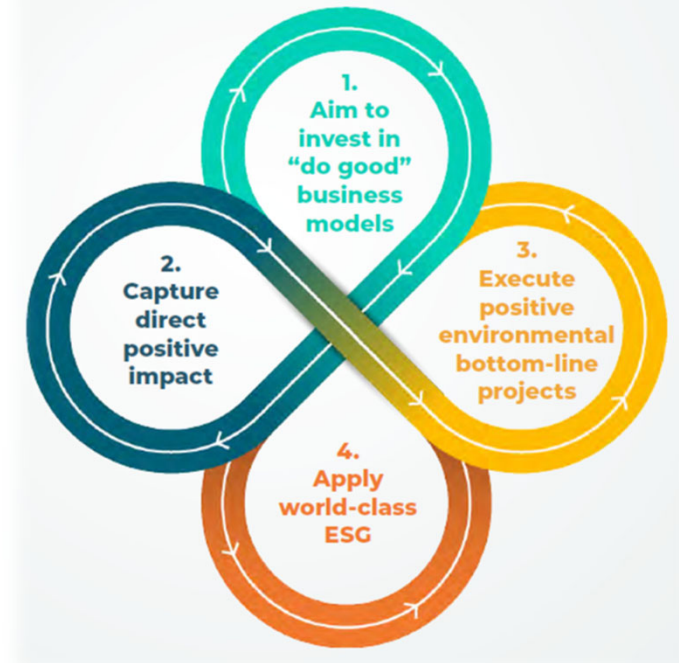 1.
Aim to
invest in
“do good”
business
models
2.
Capture
direct
positive
impact
3.
Execute
positive
environmental
bottom-line
projects
4.
Apply
world-class
ESG